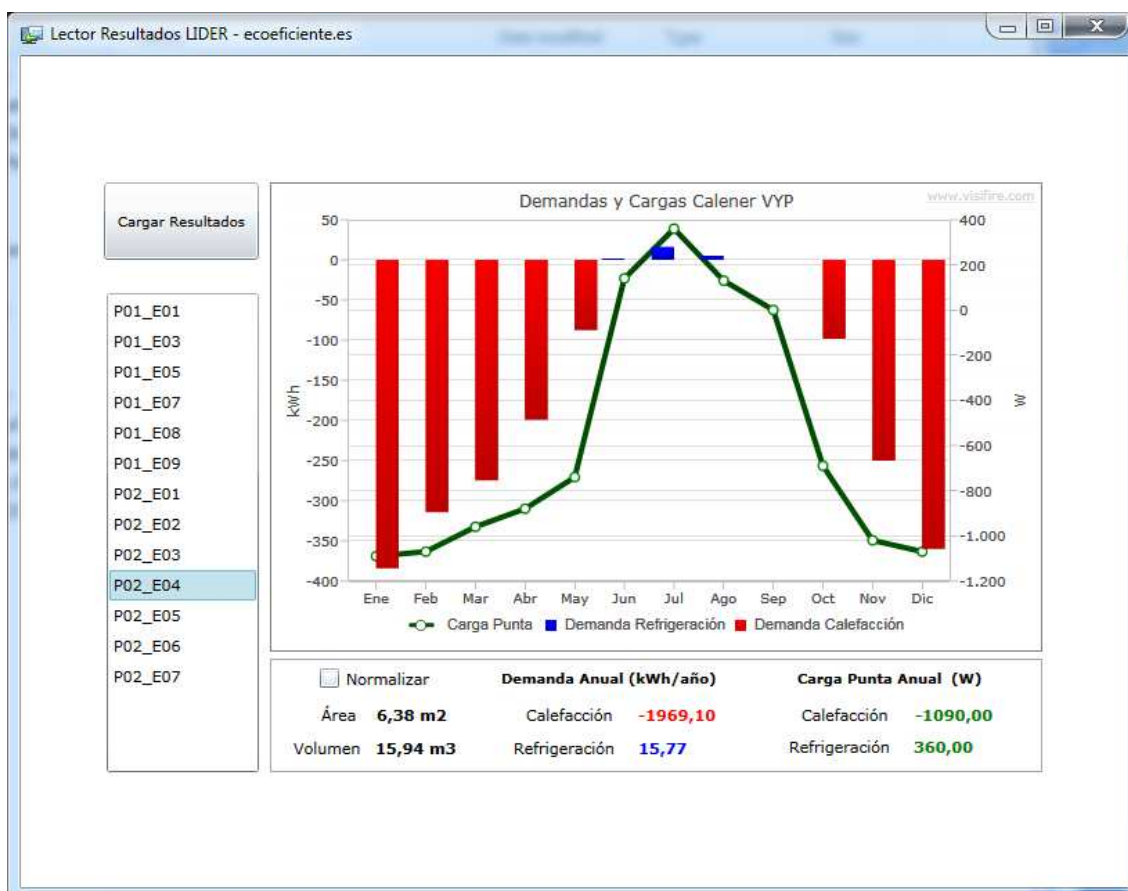 Lector Resultados LIDER - ecoeficiente.es
Cargar Resultados
P01_E01
P01_E03
P01_E05
P01_E07
P01_E08
P01_E09
P02_E01
P02_E02
P02_E03
P02_E04
P02_E05
P02_E06
P02_E07
Demandas y Cargas Calener VYP
www.visifire.com
50
0
-50
-100
-150
-200
-250
-300
-350
-400
kWh
400
200
0
-200
-400
-600
-800
-1.000
-1.200
W
Ene Feb Mar Abr May Jun Jul Ago Sep Oct Nov Dic
Carga Punta Demanda Refrigeración Demanda Calefacción
Normalizar Demanda Anual (kWh/año) Carga Punta Anual (W)
Área 6,38 m2 Calefacción -1969,10 Calefacción -1090,00
Volumen 15,94 m3 Refrigeración 15,77 Refrigeración 360,00